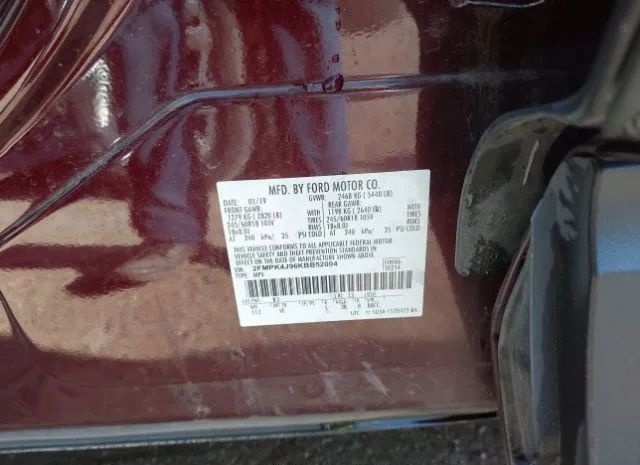 MFD. BY FORD MOTOR CO.
DATE: 01/19 GVWR: 2468 KG ( 5440 LB)
FRONT GAWR: REAR GAWR:
1279 KG ( 2820 LB) 1198 KG ( 2640 LB)
245/60R18 105V 245/60R18 105V
18x8.0J 18x8.0J
AT 240 kPa/ 35 PSI COLD AT 240 kPa/ 35 PSI COLD
THIS VEHICLE CONFORMS TO ALL APPLICABLE FEDERAL MOTOR
VEHICLE SAFETY AND THEFT PREVENTION STANDARDS IN
EFFECT ON THE DATE OF MANUFACTURE SHOWN ABOVE.
VIN: 2FMPK4J96KBB52004
TYPE: MPV
UTC